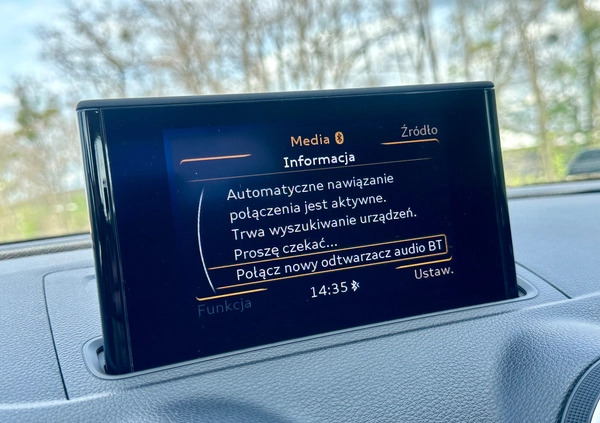 Media
Źródło
Informacja
Automatyczne nawiązanie
połączenia jest aktywne.
Trwa wyszukiwanie urządzeń.
Proszę czekać...
Połącz nowy odtwarzacz audio BT
Funkcja
14:35
Ustaw.